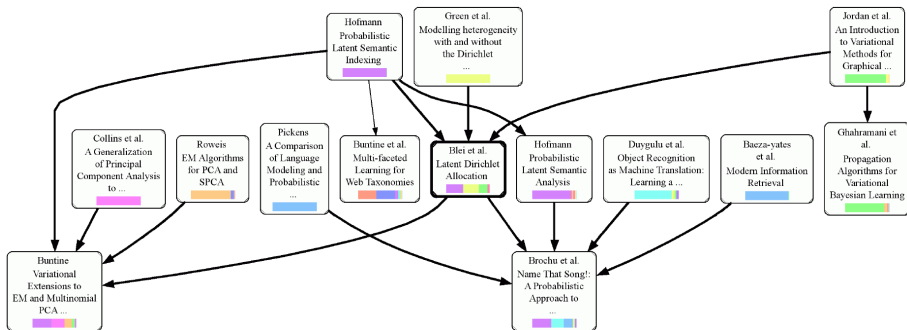 Hofmann
Probabilistic
Latent Semantic
Indexing
Green et al.
Modelling heterogeneity
with and without
the Dirichlet
...
Jordan et al.
An Introduction
to Variational
Methods for
Graphical ...
Collins et al.
A Generalization
of Principal
Component Analysis
to ...
Roweis
EM Algorithms
for PCA and
SPCA
Pickens
A Comparison
of Language
Modeling and
Probabilistic
...
Buntine et al.
Multi-faceted
Learning for
Web Taxonomies
Blei et al.
Latent Dirichlet
Allocation
Hofmann
Probabilistic
Latent Semantic
Analysis
Duygulu et al.
Object Recognition
as Machine Translation:
Learning a ...
Baeza-yates
et al.
Modern Information
Retrieval
Ghahramani et
al.
Propagation
Algorithms for
Variational
Bayesian Learning
Buntine
Variational
Extensions to
EM and Multinomial
PCA ...
Brochu et al.
Name That Song!:
A Probabilistic
Approach to
...